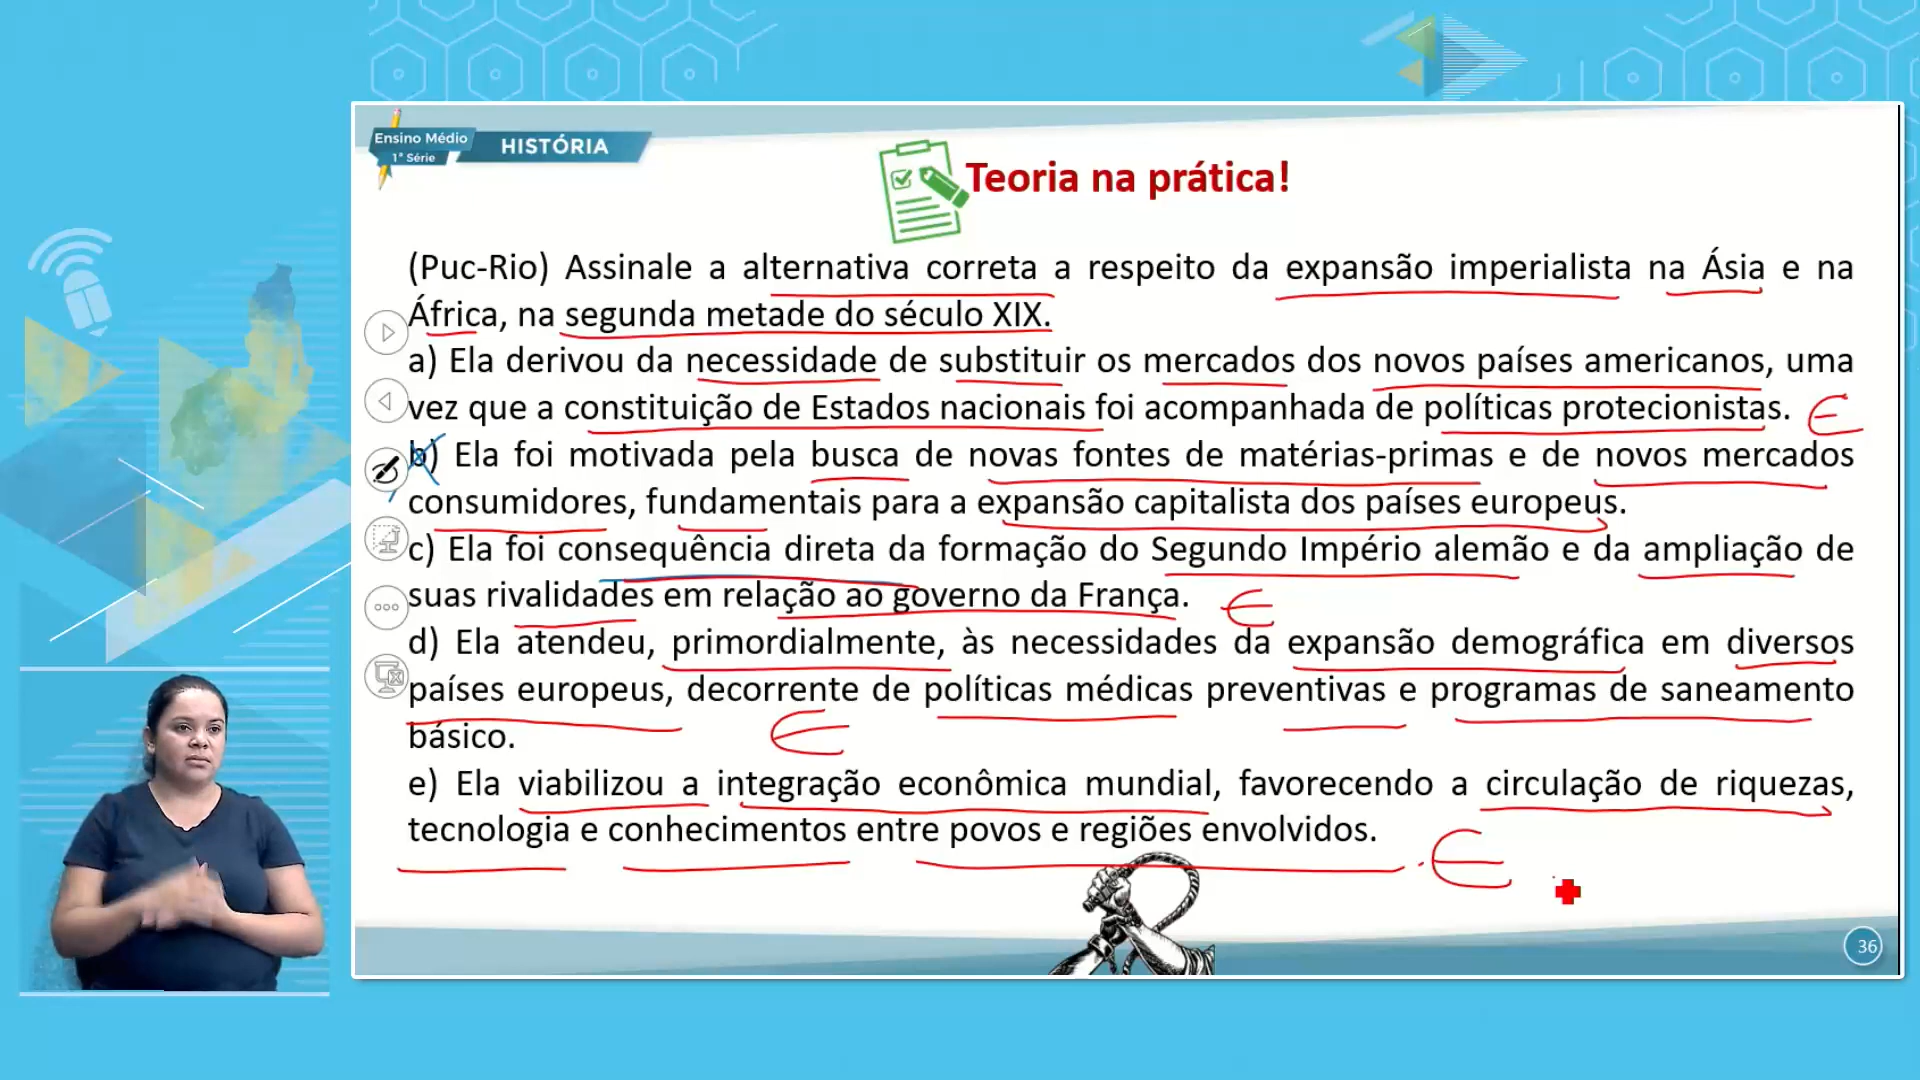 Ensino Médio
1ª Série
HISTÓRIA
Teoria na prática!
(Puc-Rio) Assinale a alternativa correta a respeito da expansão imperialista na Ásia e na
África, na segunda metade do século XIX.
a) Ela derivou da necessidade de substituir os mercados dos novos países americanos, uma
vez que a constituição de Estados nacionais foi acompanhada de políticas protecionistas. E
b) Ela foi motivada pela busca de novas fontes de matérias-primas e de novos mercados
consumidores, fundamentais para a expansão capitalista dos países europeus.
c) Ela foi consequência direta da formação do Segundo Império alemão e da ampliação de
suas rivalidades em relação ao governo da França. E
d) Ela atendeu, primordialmente, às necessidades da expansão demográfica em diversos
países europeus, decorrente de políticas médicas preventivas e programas de saneamento
básico. E
e) Ela viabilizou a integração econômica mundial, favorecendo a circulação de riquezas,
tecnologia e conhecimentos entre povos e regiões envolvidos. E
36